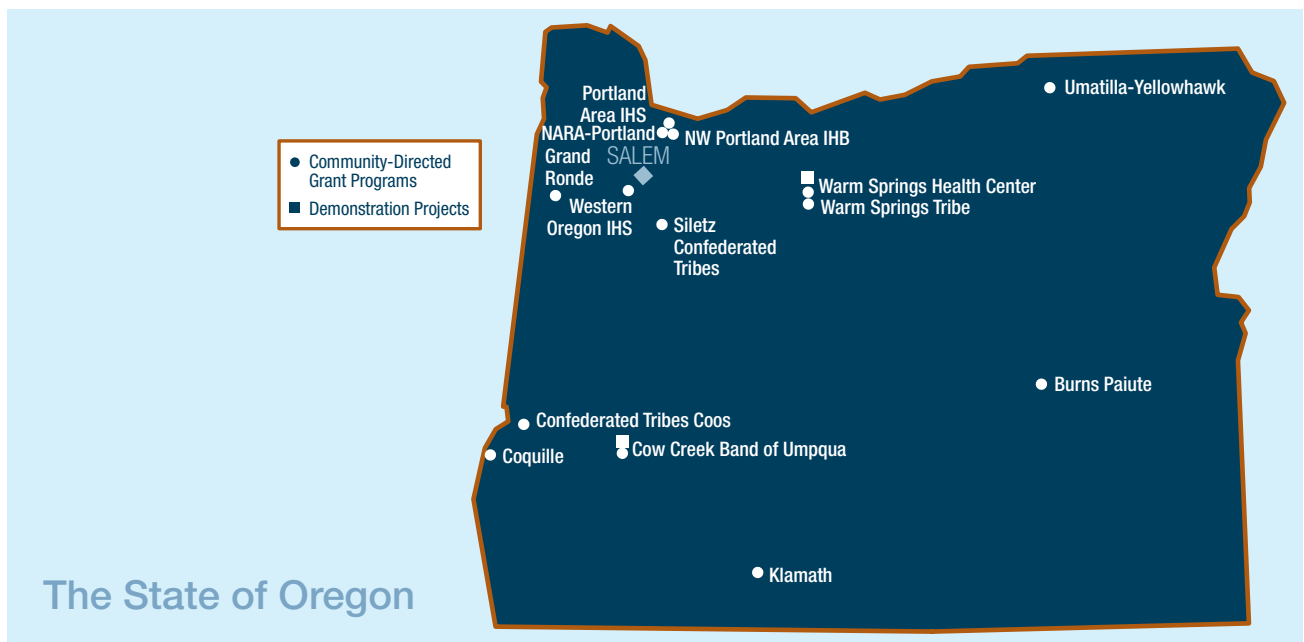 Portland
Area IHS
NARA-Portland
NW Portland Area IHB
Umatilla-Yellowhawk
Grand
Ronde
SALEM
Community-Directed
Grant Programs
Demonstration Projects
Western
Oregon IHS
Warm Springs Health Center
Warm Springs Tribe
Siletz
Confederated
Tribes
Burns Paiute
Confederated Tribes Coos
Coquille
Cow Creek Band of Umpqua
Klamath
The State of Oregon